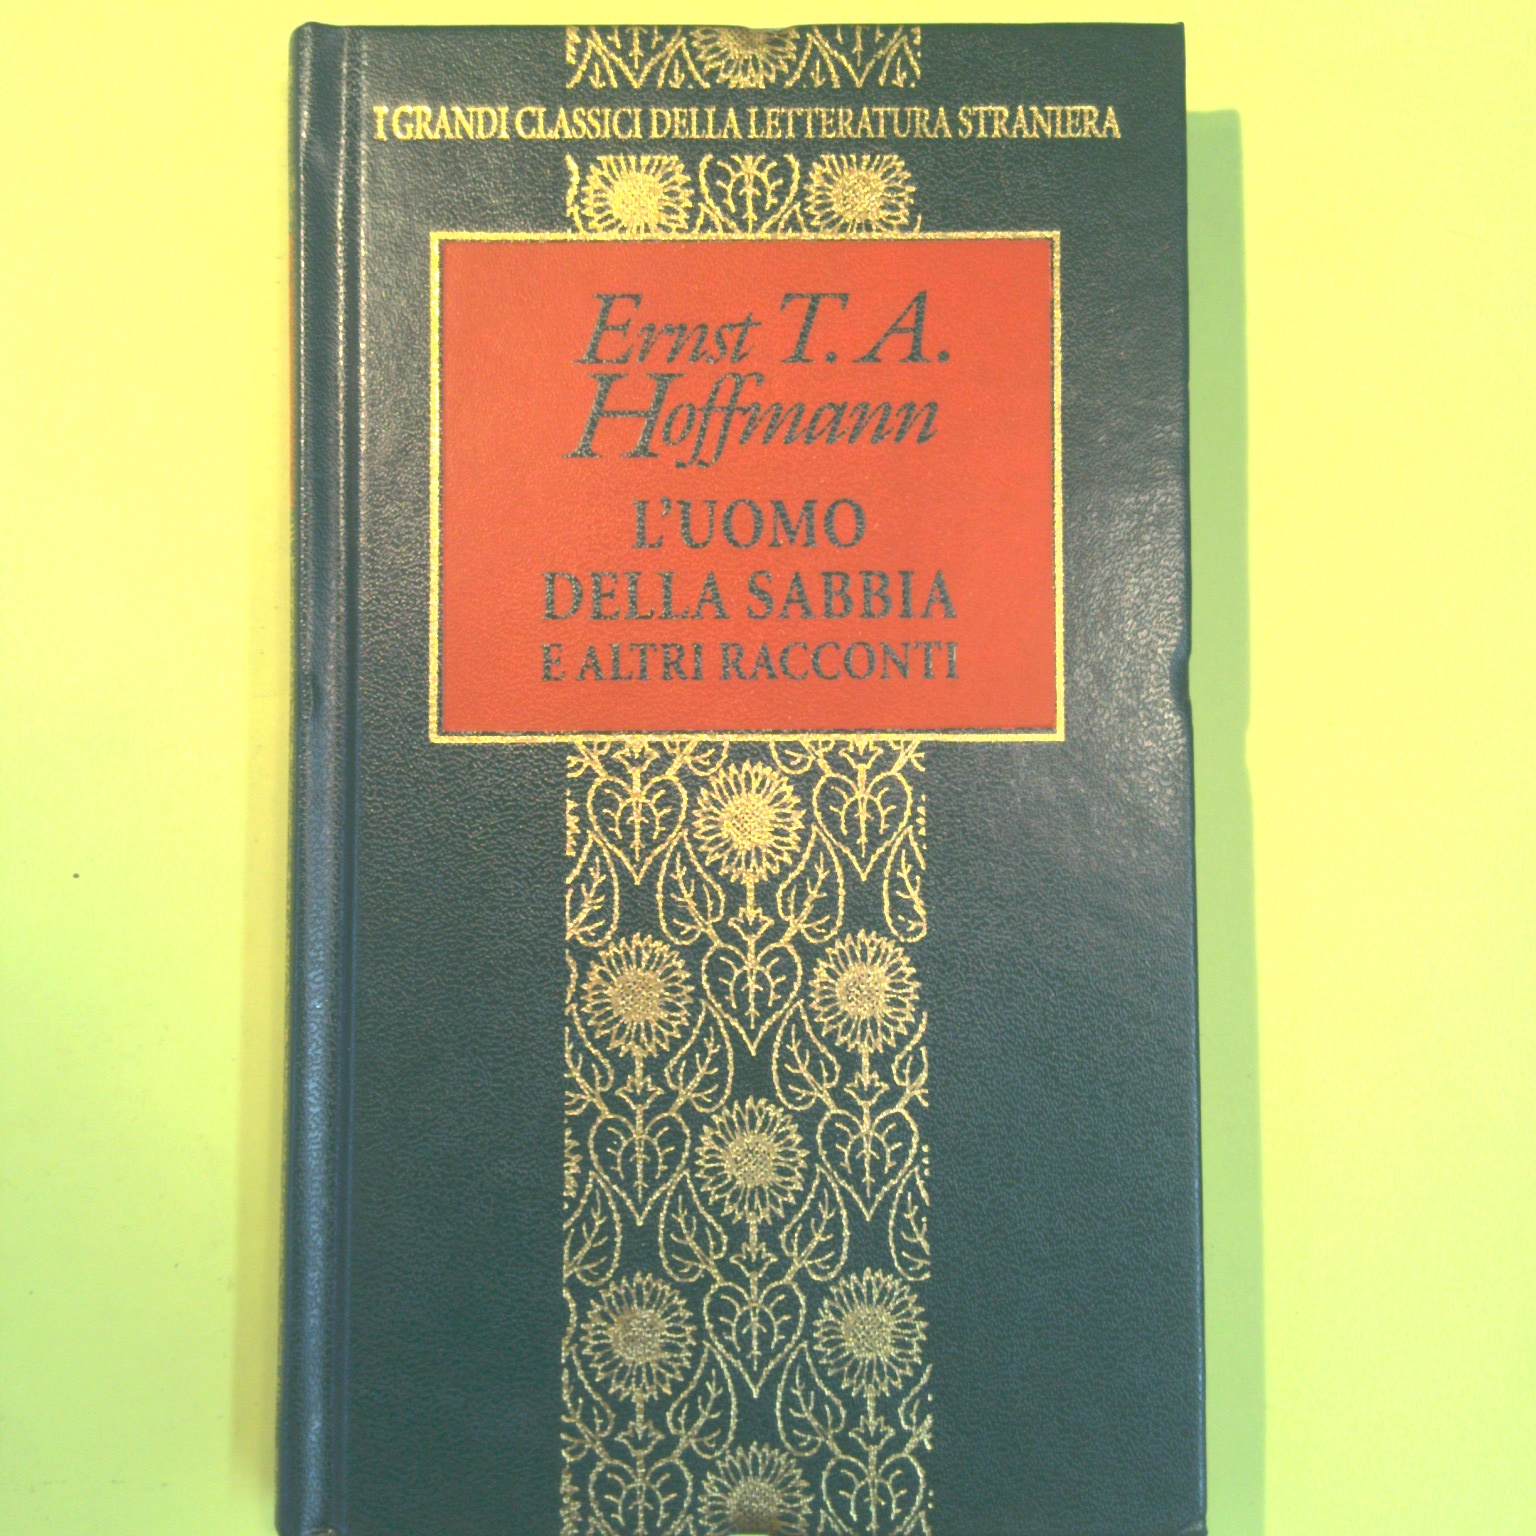 I GRANDI CLASSICI DELLA LETTERATURA STRANIERA
Ernst T. A.
Hoffmann
L'UOMO
DELLA SABBIA
E ALTRI RACCONTI